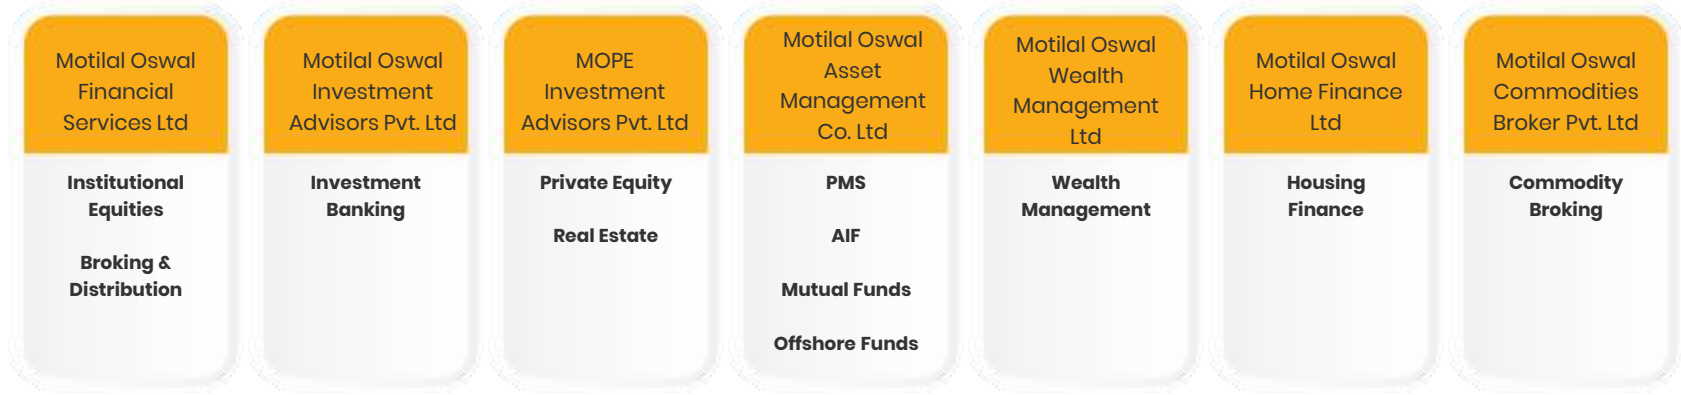 Motilal Oswal
Financial
Services Ltd
Institutional
Equities
Broking &
Distribution
Motilal Oswal
Investment
Advisors Pvt. Ltd
Investment
Banking
MOPE
Investment
Advisors Pvt. Ltd
Private Equity
Real Estate
Motilal Oswal
Asset
Management
Co. Ltd
PMS
AIF
Mutual Funds
Offshore Funds
Motilal Oswal
Wealth
Management
Ltd
Wealth
Management
Motilal Oswal
Home Finance
Ltd
Housing
Finance
Motilal Oswal
Commodities
Broker Pvt. Ltd
Commodity
Broking